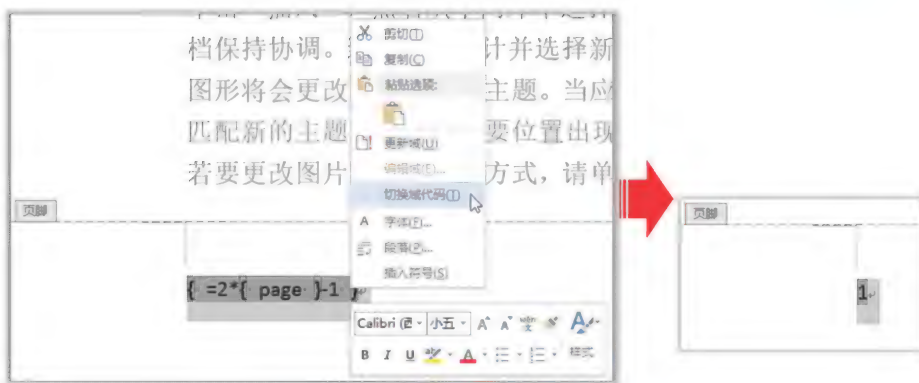 档保持协调。
计并选择新
图形将会更改
主题。当应
匹配新的主题
要位置出现
若要更改图片
方式，请单
剪切(T)
复制(C)
粘贴选项:
更新域(U)
编辑域(E)...
切换域代码(T)
A 字体(F)...
段落(P)...
插入符号(S)
页脚
{ =2*{ page }-1 }
Calibri (西 小五 A A wén 文 A
B I U aby A 样式
页脚
1